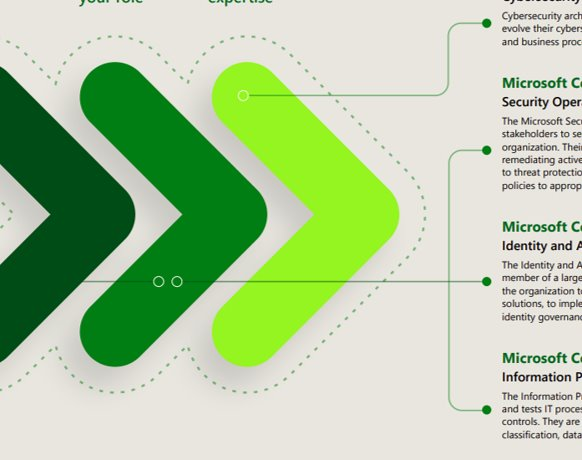 your role
expertise
Cybersecurity arch
evolve their cybers
and business proc
Microsoft Ce
Security Opera
The Microsoft Secu
stakeholders to se
organization. Their
remediating active
to threat protectio
policies to approp
Microsoft Ce
Identity and A
The Identity and A
member of a large
the organization to
solutions, to imple
identity governanc
Microsoft Ce
Information P
The Information Pr
and tests IT proces
controls. They are
classification, data